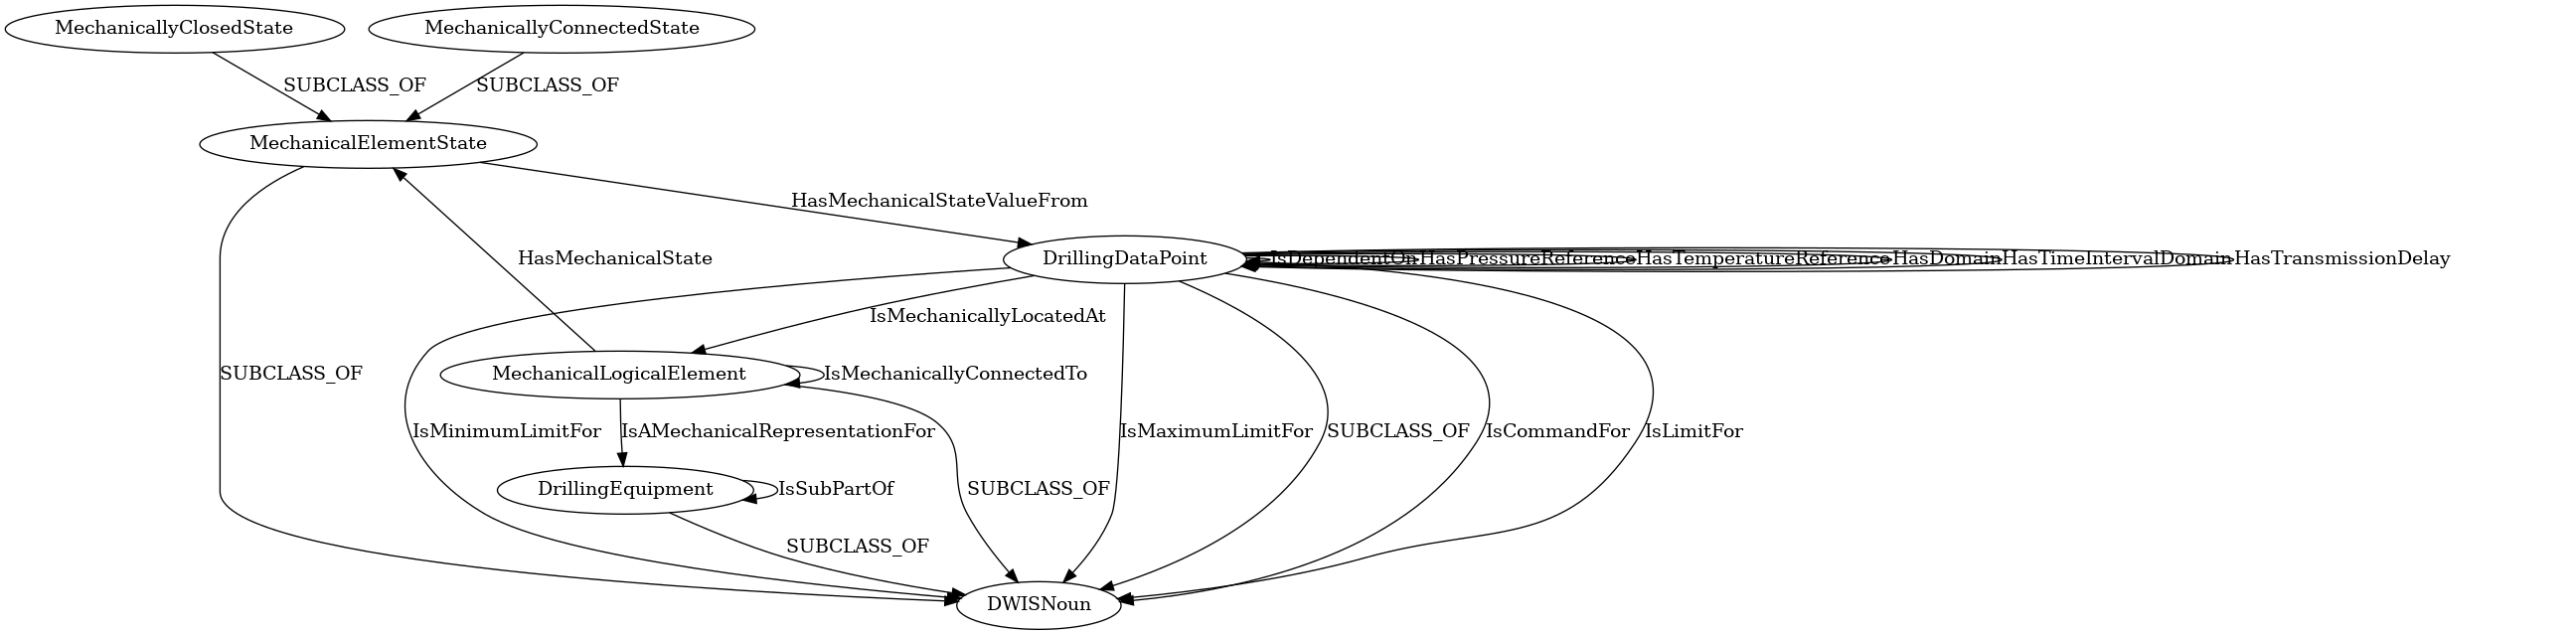 MechanicallyClosedState
MechanicallyConnectedState
SUBCLASS_OF
SUBCLASS_OF
MechanicalElementState
HasMechanicalStateValueFrom
HasMechanicalState
DrillingDataPoint
IsDependentOn
HasPressureReference
HasTemperatureReference
HasDomain
HasTimeIntervalDomain
HasTransmissionDelay
IsMechanicallyLocatedAt
SUBCLASS_OF
MechanicalLogicalElement
IsMechanicallyConnectedTo
IsMinimumLimitFor
IsAMechanicalRepresentationFor
IsMaximumLimitFor
SUBCLASS_OF
IsCommandFor
IsLimitFor
DrillingEquipment
IsSubPartOf
SUBCLASS_OF
SUBCLASS_OF
DWISNoun